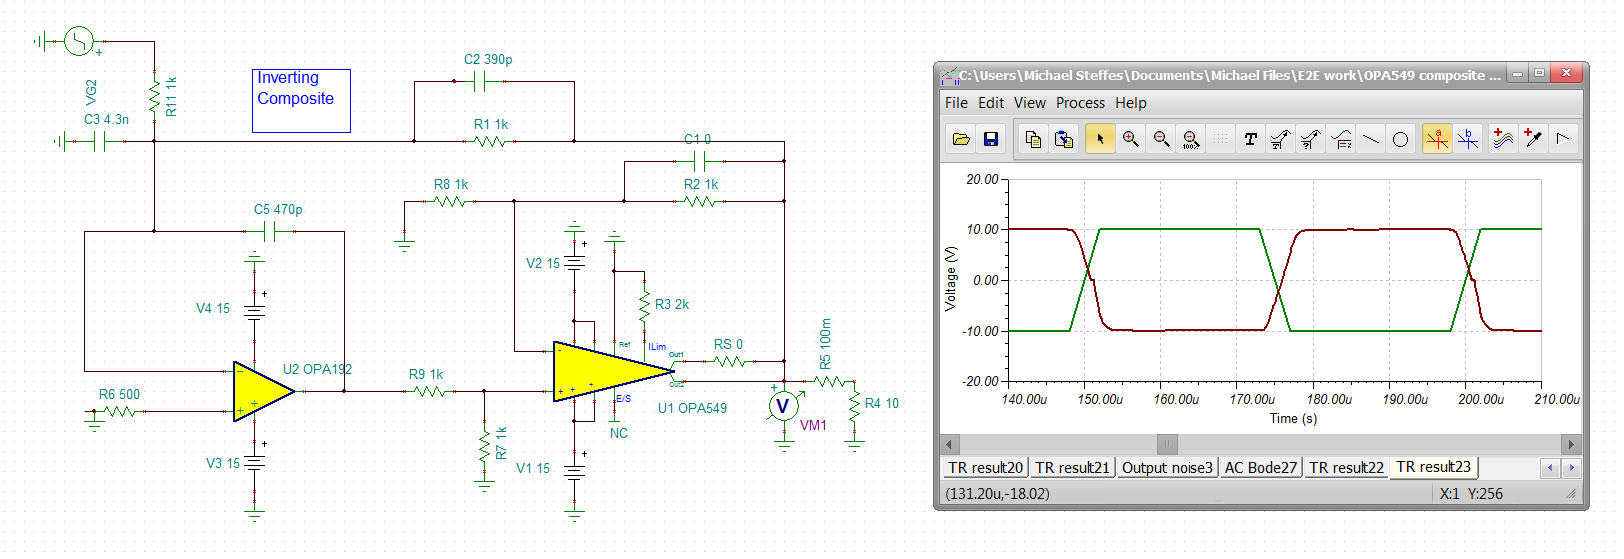 Inverting
Composite
VG2
R11 1k
C3 4.3n
C2 390p
R1 1k
C1 0
R8 1k
R2 1k
C5 470p
V4 15
V2 15
R3 2k
Ref
ILim
Out1
Out2
RS 0
R5 100m
U2 OPA192
R6 500
R9 1k
E/S
U1 OPA549
V
VM1
R4 10
NC
R7 1k
V3 15
V1 15
C:\Users\Michael Steffes\Documents\Michael Files\E2E work\OPA549 composite ...
File Edit View Process Help
100%
T
a
b
20.00
10.00
0.00
-10.00
-20.00
Voltage (V)
140.00u 150.00u 160.00u 170.00u 180.00u 190.00u 200.00u 210.00u
Time (s)
TR result20 TR result21 Output noise3 AC Bode27 TR result22 TR result23
(131.20u,-18.02) X:1 Y:256